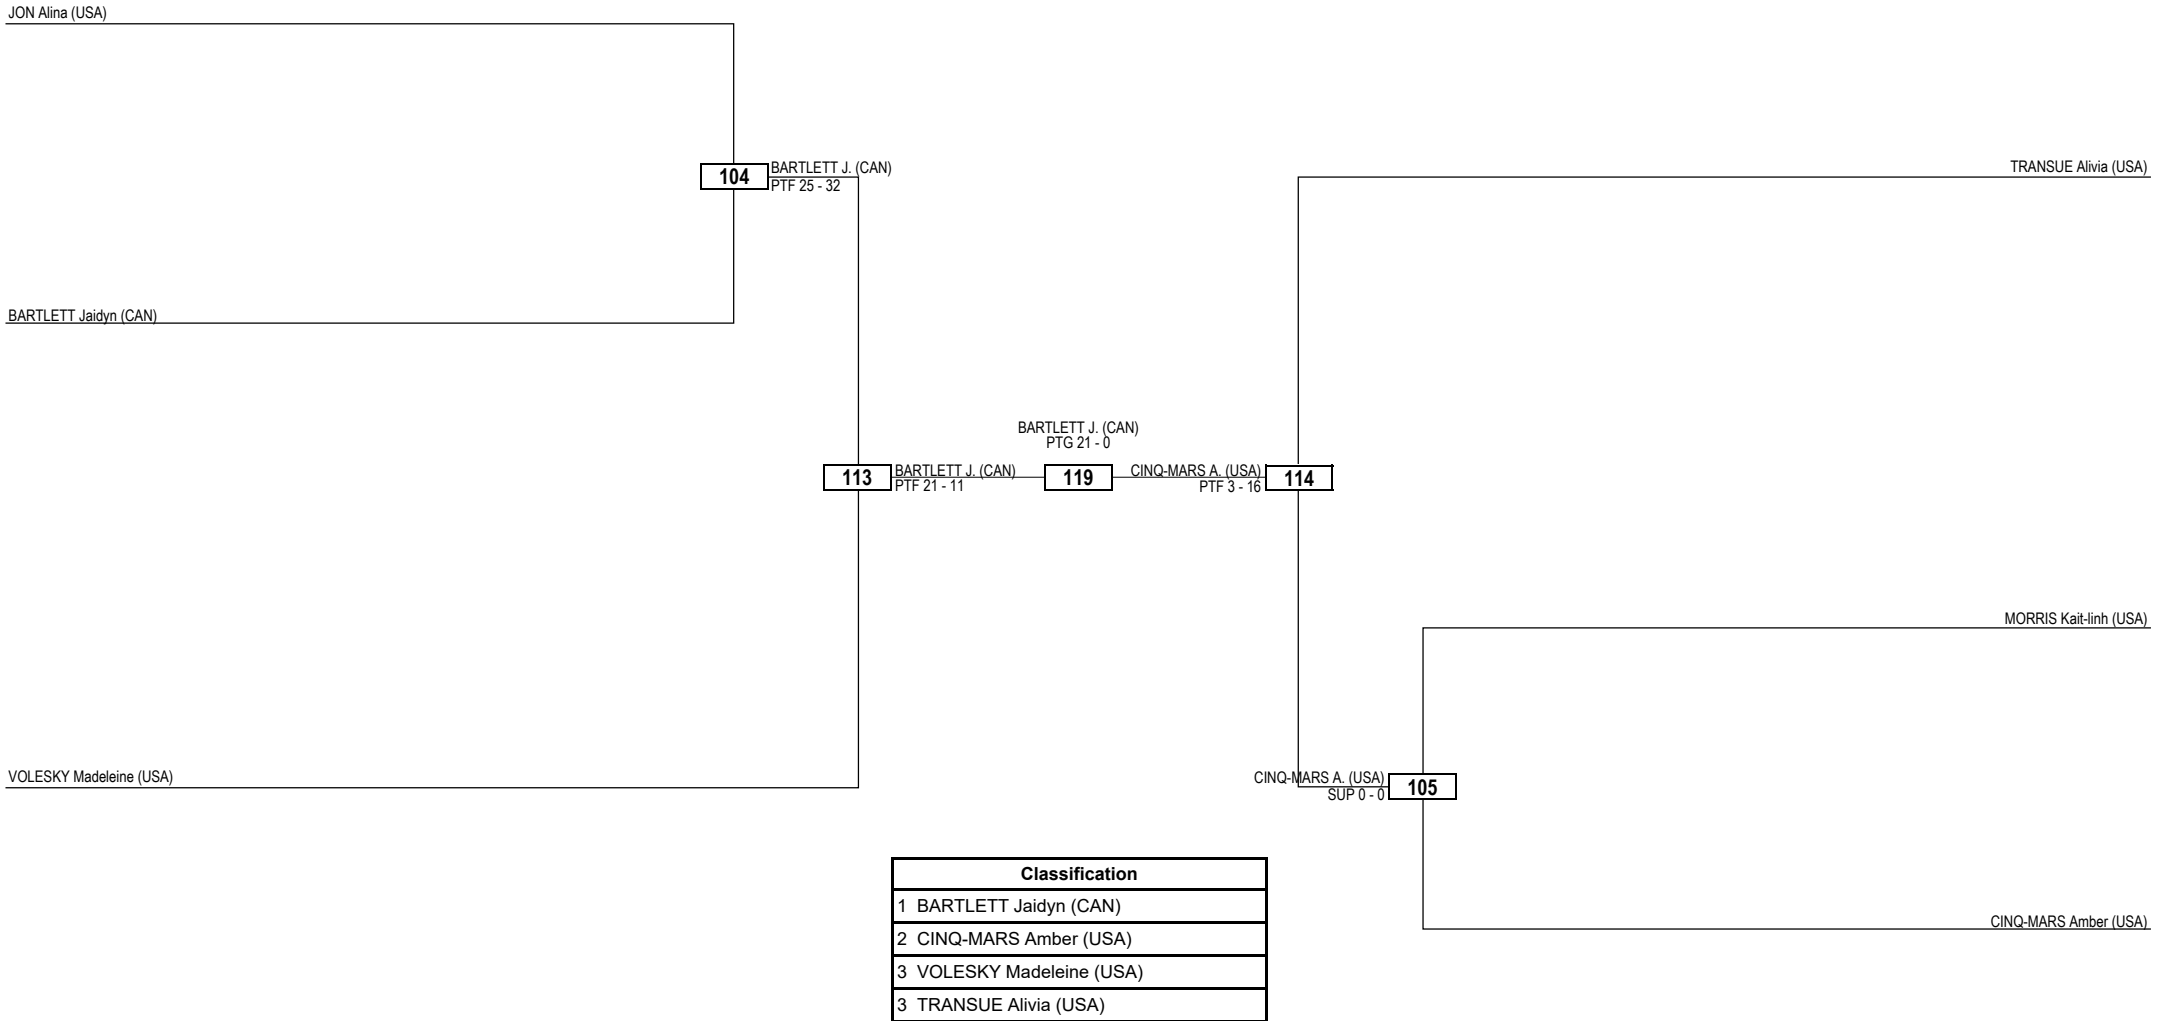 JON Alina (USA)
104
BARTLETT J. (CAN)
PTF 25 - 32
TRANSUE Alivia (USA)
BARTLETT Jaidyn (CAN)
BARTLETT J. (CAN)
PTG 21 - 0
113
BARTLETT J. (CAN)
PTF 21 - 11
119
CINQ-MARS A. (USA)
PTF 3 - 16
114
MORRIS Kait-linh (USA)
VOLESKY Madeleine (USA)
CINQ-MARS A. (USA)
SUP 0 - 0
105
CINQ-MARS Amber (USA)
Classification
1 BARTLETT Jaidyn (CAN)
2 CINQ-MARS Amber (USA)
3 VOLESKY Madeleine (USA)
3 TRANSUE Alivia (USA)